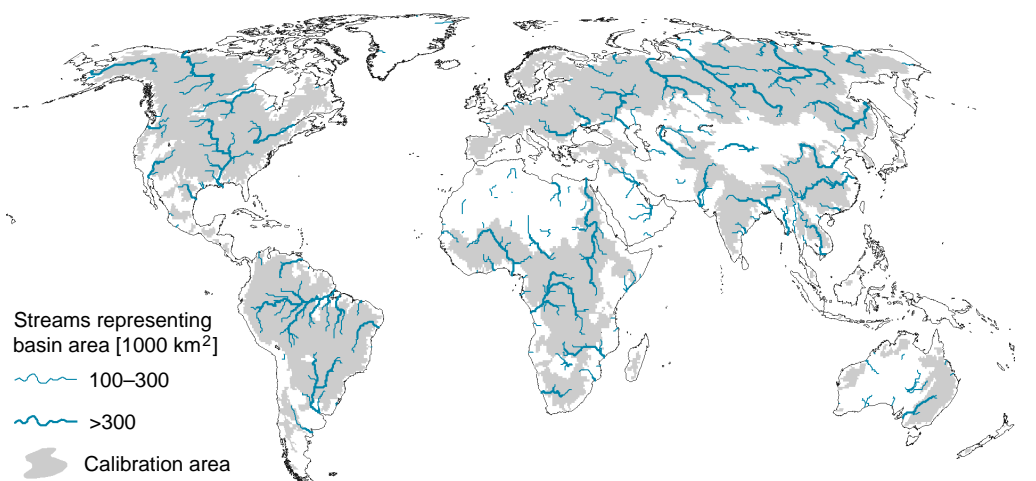 Streams representing
basin area [1000 km²]
100–300
>300
Calibration area